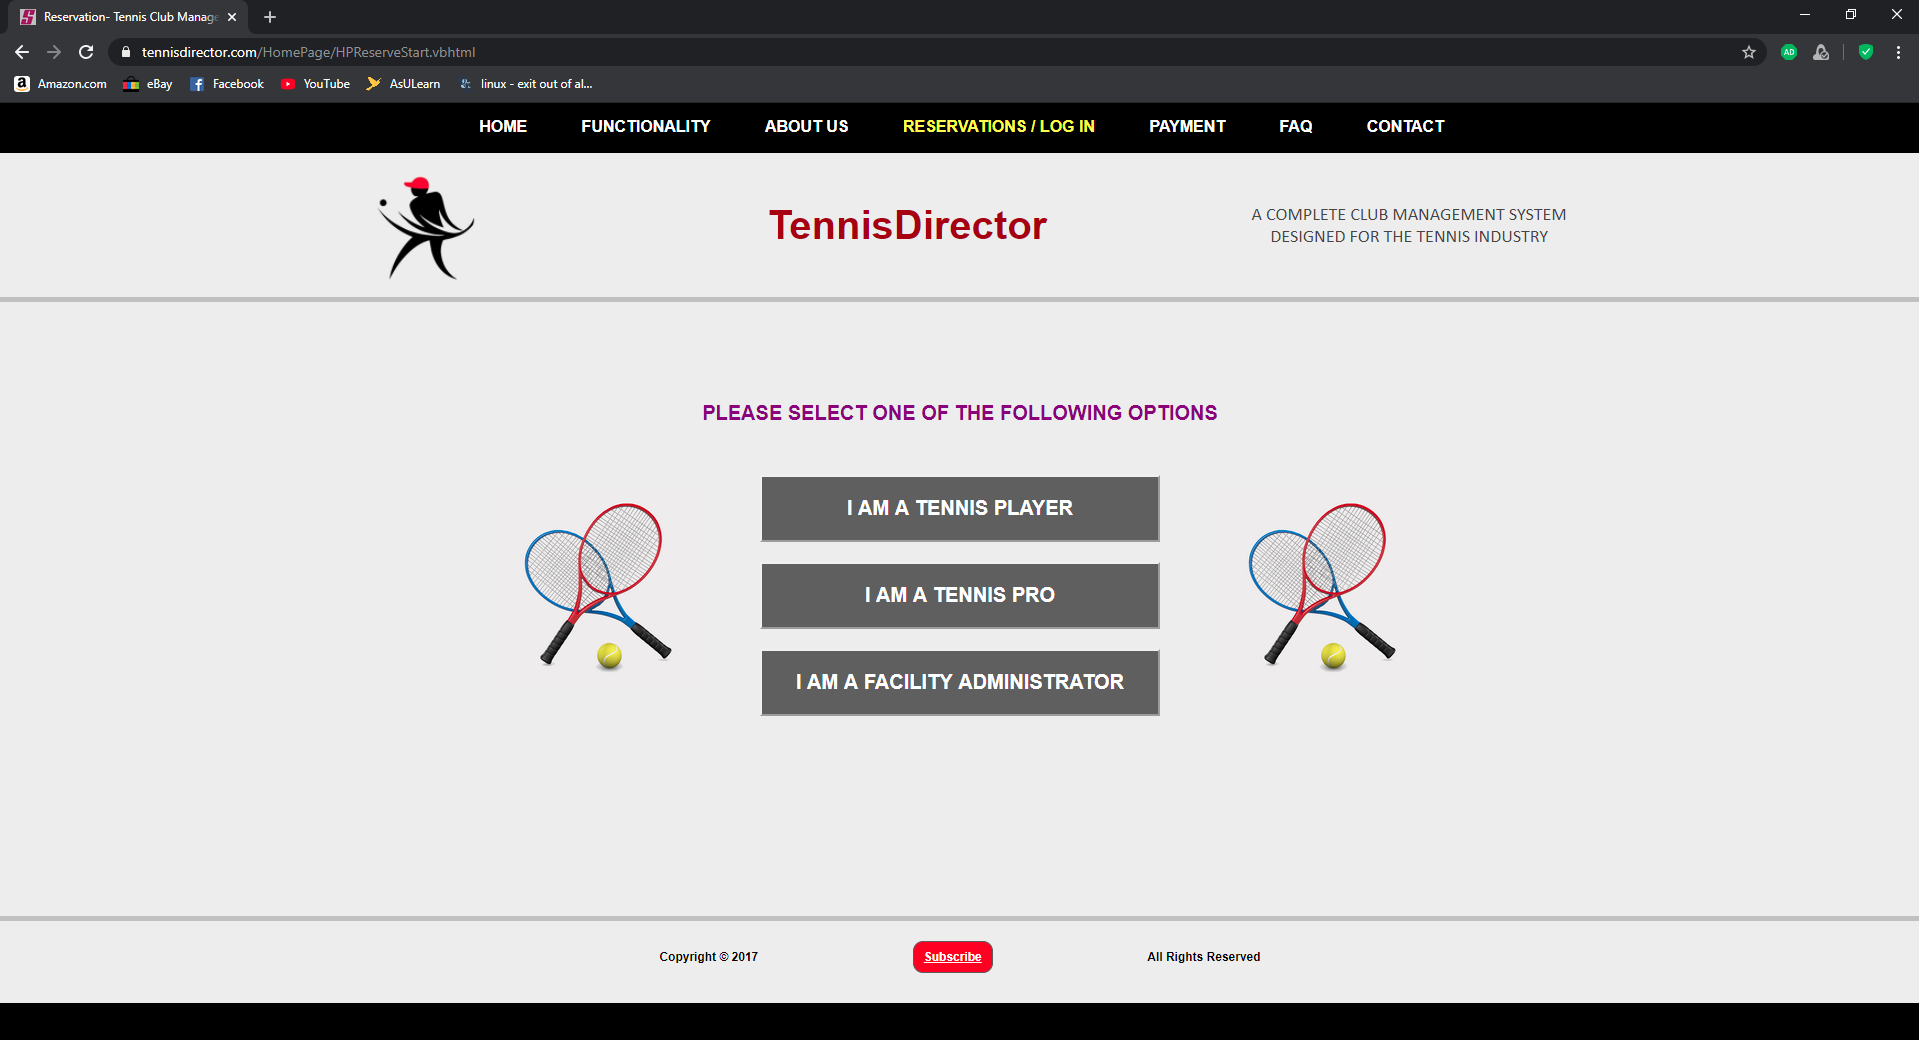 Reservation- Tennis Club Manage
tennisdirector.com/HomePage/HPReserveStart.vbhtml
AD
Amazon.com eBay Facebook YouTube AsULearn linux - exit out of al...
HOME FUNCTIONALITY ABOUT US RESERVATIONS / LOG IN PAYMENT FAQ CONTACT
TennisDirector
A COMPLETE CLUB MANAGEMENT SYSTEM
DESIGNED FOR THE TENNIS INDUSTRY
PLEASE SELECT ONE OF THE FOLLOWING OPTIONS
I AM A TENNIS PLAYER
I AM A TENNIS PRO
I AM A FACILITY ADMINISTRATOR
Copyright © 2017 Subscribe All Rights Reserved